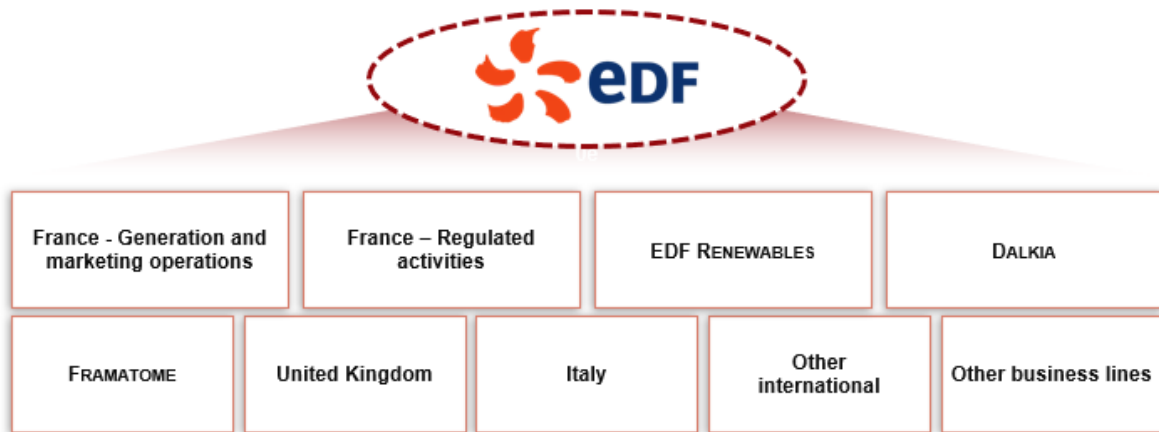 eDF
France - Generation and
marketing operations
France – Regulated
activities
EDF RENEWABLES
DALKIA
FRAMATOME
United Kingdom
Italy
Other
international
Other business lines